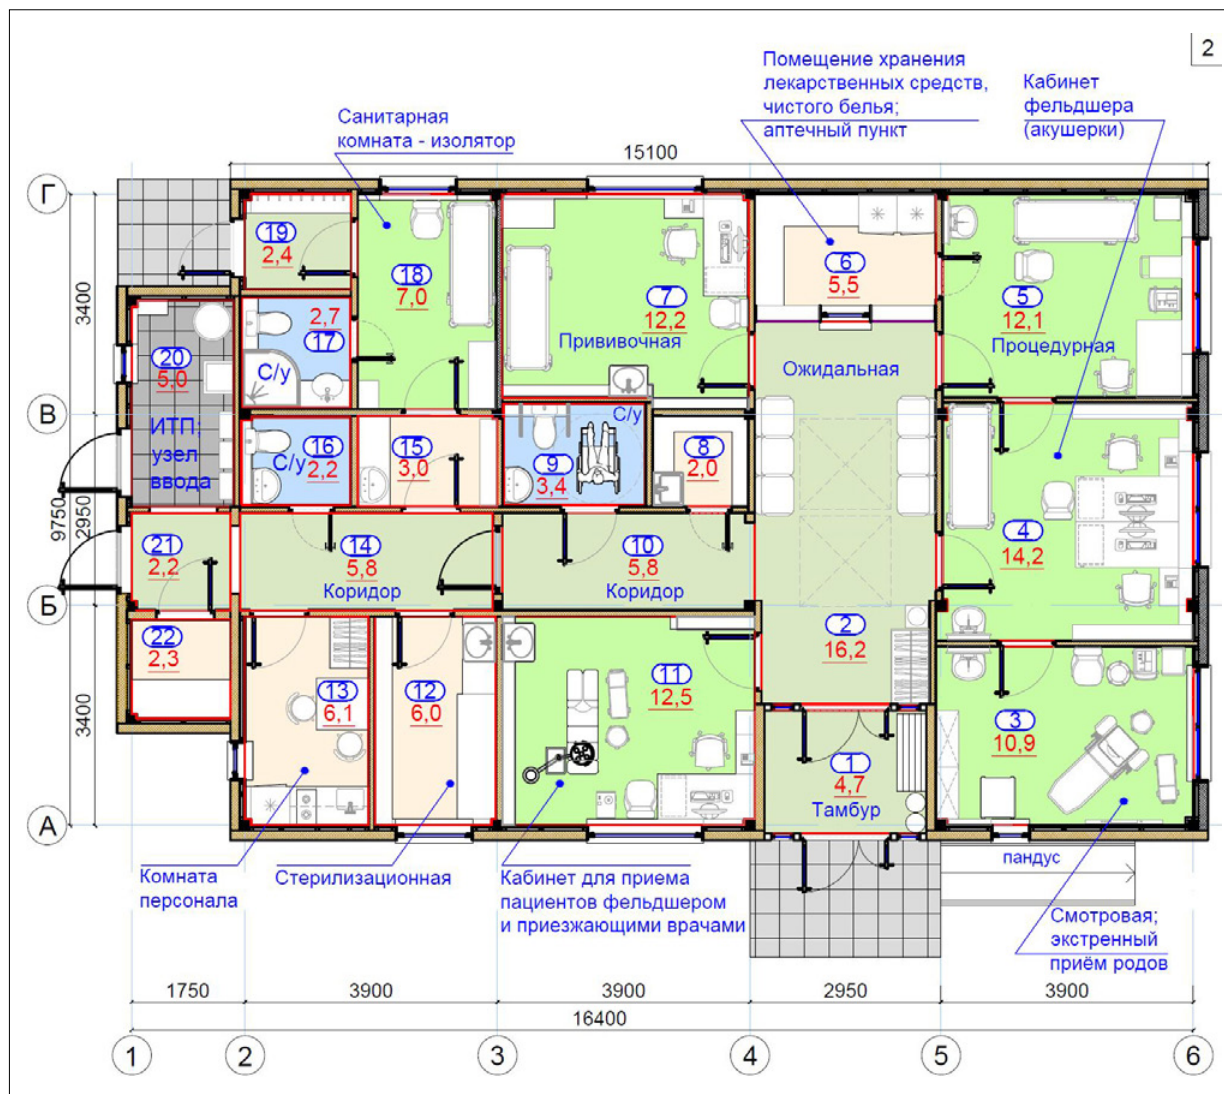 2
Помещение хранения
лекарственных средств,
чистого белья;
аптечный пункт
Кабинет
фельдшера
(акушерки)
Санитарная
комната - изолятор
15100
Г
19
2,4
18
7,0
7
12,2
Прививочная
6
5,5
5
12,1
Процедурная
3400
20
5,0
ИТП;
узел
ввода
2,7
17
С/у
Ожидальная
В
16
С/у
2,2
15
3,0
С/у
9
3,4
8
2,0
4
14,2
9750
2950
21
2,2
14
5,8
Коридор
10
5,8
Коридор
Б
22
2,3
2
16,2
13
6,1
12
6,0
11
12,5
3
10,9
3400
1
4,7
Тамбур
А
Комната
персонала
Стерилизационная
Кабинет для приема
пациентов фельдшером
и приезжающими врачами
пандус
Смотровая;
экстренный
приём родов
1750
3900
3900
2950
3900
16400
1
2
3
4
5
6